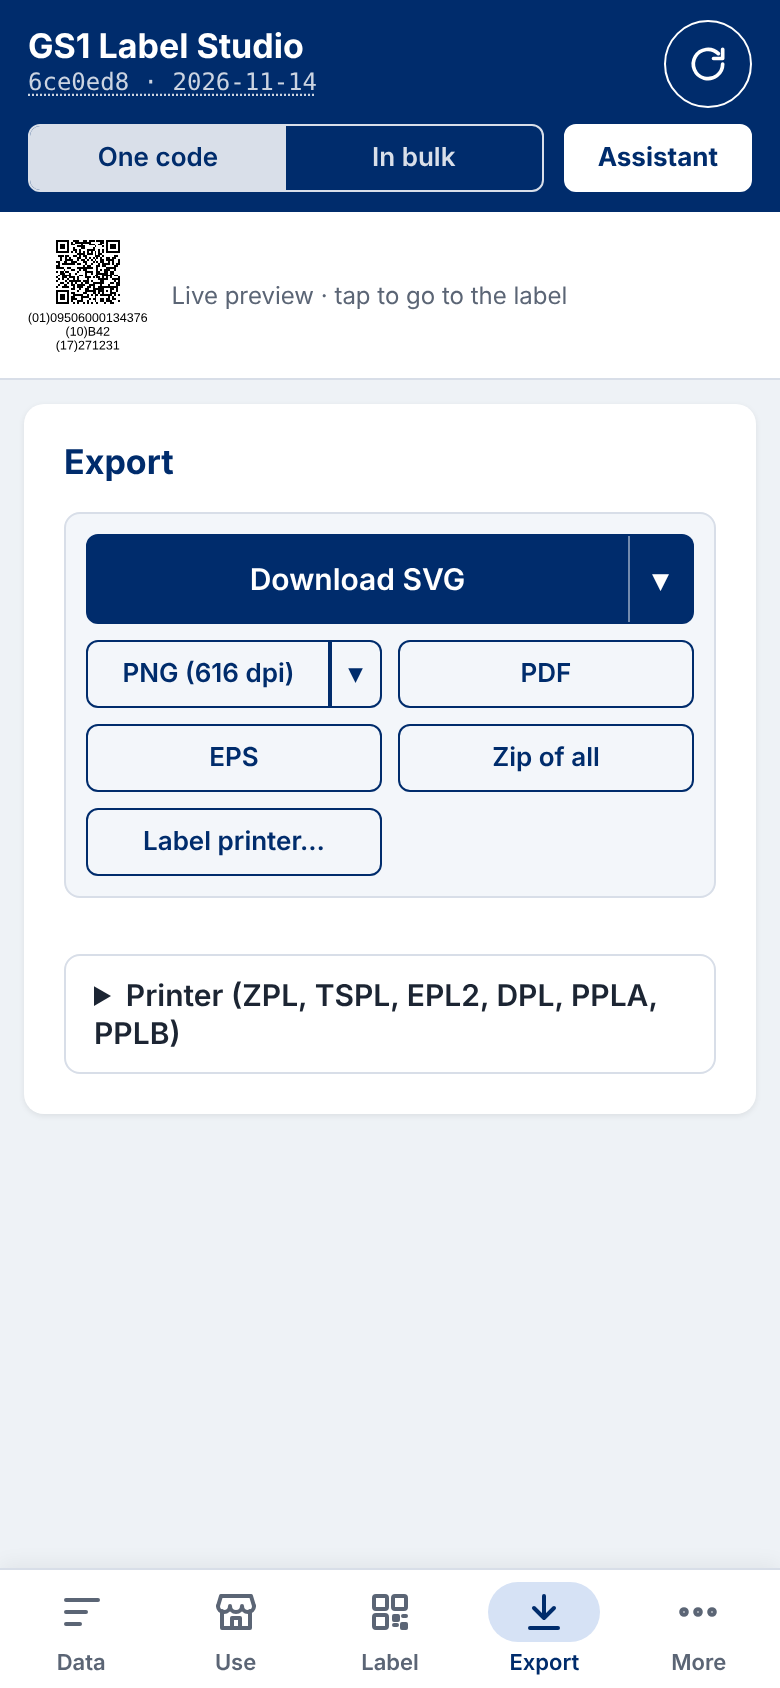 GS1 Label Studio
6ce0ed8 · 2026-11-14
One code
In bulk
Assistant
(01)09506000134376
(10)B42
(17)271231
Live preview · tap to go to the label
Export
Download SVG
▼
PNG (616 dpi)
▼
PDF
EPS
Zip of all
Label printer...
▶ Printer (ZPL, TSPL, EPL2, DPL, PPLA,
PPLB)
Data
Use
Label
Export
More